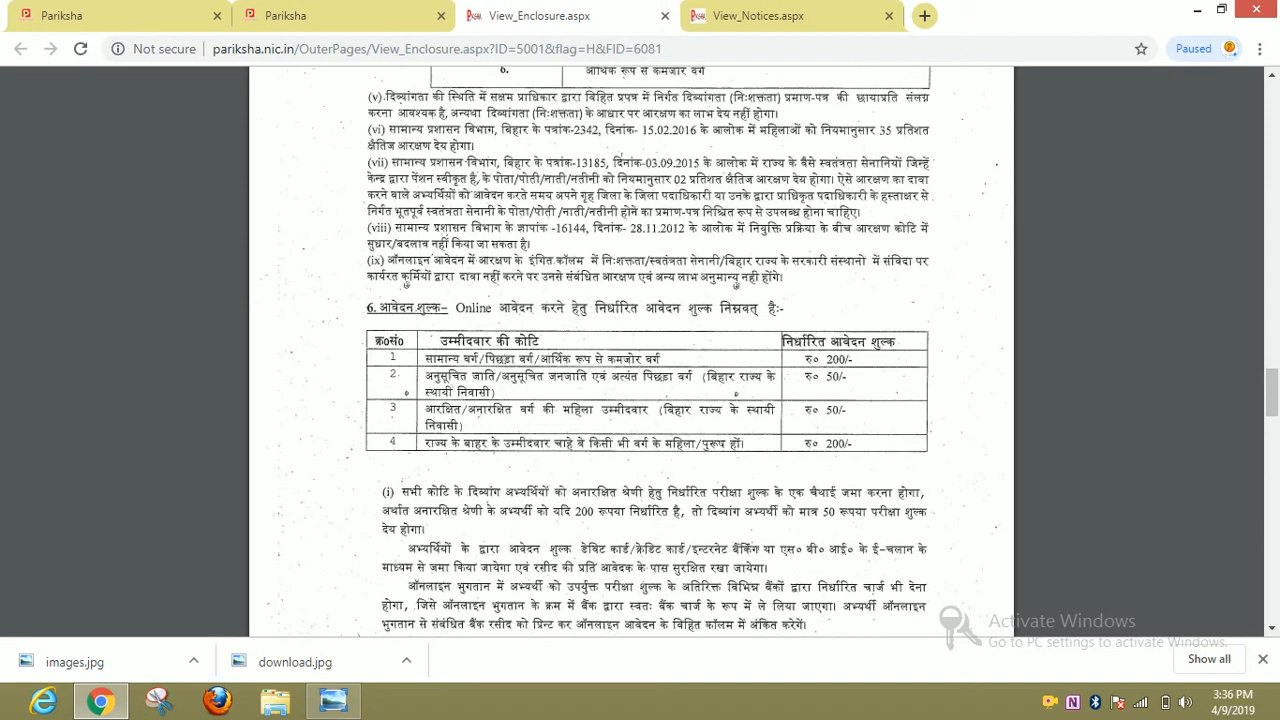 Pariksha
Pariksha
View_Enclosure.aspx
View_Notices.aspx
Not secure
pariksha.nic.in/OuterPages/View_Enclosure.aspx?ID=5001&flag=H&FID=6081
Paused
6. आर्थिक रूप से कमजोर वर्ग
(v) दिव्यांगता की स्थिति में सक्षम प्राधिकार द्वारा विहित प्रपत्र में निर्गत दिव्यांगता (निःशक्तता) प्रमाण-पत्र की छायाप्रति संलग्न
करना आवश्यक है, अन्यथा दिव्यांगता (निःशक्तता) के आधार पर आरक्षण का लाभ देय नहीं होगा।
(vi) सामान्य प्रशासन विभाग, बिहार के पत्रांक-2342, दिनांक- 15.02.2016 के आलोक में महिलाओं को नियमानुसार 35 प्रतिशत
क्षैतिज आरक्षण देय होगा।
(vii) सामान्य प्रशासन विभाग, बिहार के पत्रांक-13185, दिनांक-03.09.2015 के आलोक में राज्य के वैसे स्वतंत्रता सेनानियों जिन्हें
केन्द्र द्वारा पेंशन स्वीकृत है, के पोता/पोती/नाती/नतीनी को नियमानुसार 02 प्रतिशत क्षैतिज आरक्षण देय होगा। ऐसे आरक्षण का दावा
करने वाले अभ्यर्थियों को आवेदन करते समय अपने गृह जिला के जिला पदाधिकारी या उनके द्वारा प्राधिकृत पदाधिकारी के हस्ताक्षर से
निर्गत भूतपूर्व स्वतंत्रता सेनानी के पोता/पोती /नाती/नतीनी होने का प्रमाण-पत्र निश्चित रूप से उपलब्ध होना चाहिए।
(viii) सामान्य प्रशासन विभाग के ज्ञापांक -16144, दिनांक- 28.11.2012 के आलोक में नियुक्ति प्रक्रिया के बीच आरक्षण कोटि में
सुधार/बदलाव नहीं किया जा सकता है।
(ix) ऑनलाइन आवेदन में आरक्षण के इंगित कॉलम में निःशक्तता/स्वतंत्रता सेनानी/बिहार राज्य के सरकारी संस्थानो में संविदा पर
कार्यरत कर्मियों द्वारा दावा नहीं करने पर उनसे संबंधित आरक्षण एवं अन्य लाभ अनुमान्य नही होंगे।
6. आवेदन शुल्क– Online आवेदन करने हेतु निर्धारित आवेदन शुल्क निम्नवत् हैः-
क्र०सं० उम्मीदवार की कोटि निर्धारित आवेदन शुल्क
1 सामान्य वर्ग/पिछड़ा वर्ग/आर्थिक रूप से कमजोर वर्ग रु० 200/-
2 अनुसूचित जाति/अनुसूचित जनजाति एवं अत्यंत पिछड़ा वर्ग (बिहार राज्य के रु० 50/-
स्थायी निवासी)
3 आरक्षित/अनारक्षित वर्ग की महिला उम्मीदवार (बिहार राज्य के स्थायी रु० 50/-
निवासी)
4 राज्य के बाहर के उम्मीदवार चाहे वे किसी भी वर्ग के महिला/पुरूप हों। रु० 200/-
(i) सभी कोटि के दिव्यांग अभ्यर्थियों को अनारक्षित श्रेणी हेतु निर्धारित परीक्षा शुल्क के एक चैथाई जमा करना होगा,
अर्थात अनारक्षित श्रेणी के अभ्यर्थी को यदि 200 रूपया निर्धारित है, तो दिव्यांग अभ्यर्थी को मात्र 50 रूपया परीक्षा शुल्क
देय होगा।
अभ्यर्थियों के द्वारा आवेदन शुल्क डेबिट कार्ड/क्रेडिट कार्ड/इन्टरनेट बैंकिंग या एस० बी० आई० के ई-चलान के
माध्यम से जमा किया जायेगा एवं रसीद की प्रति आवेदक के पास सुरक्षित रखा जायेगा।
ऑनलाइन भुगतान में अभ्यर्थी को उपर्युक्त परीक्षा शुल्क के अतिरिक्त विभिन्न बैंकों द्वारा निर्धारित चार्ज भी देना
होगा, जिसे ऑनलाइन भुगतान के क्रम में बैंक द्वारा स्वतः बैंक चार्ज के रूप में ले लिया जाएगा। अभ्यर्थी ऑनलाइन
भुगतान से संबंधित बैंक रसीद को प्रिन्ट कर ऑनलाइन आवेदन के विहित कॉलम में अंकित करेगें।
Activate Windows
Go to PC settings to activate Windows.
images.jpg
download.jpg
Show all
3:36 PM
4/9/2019